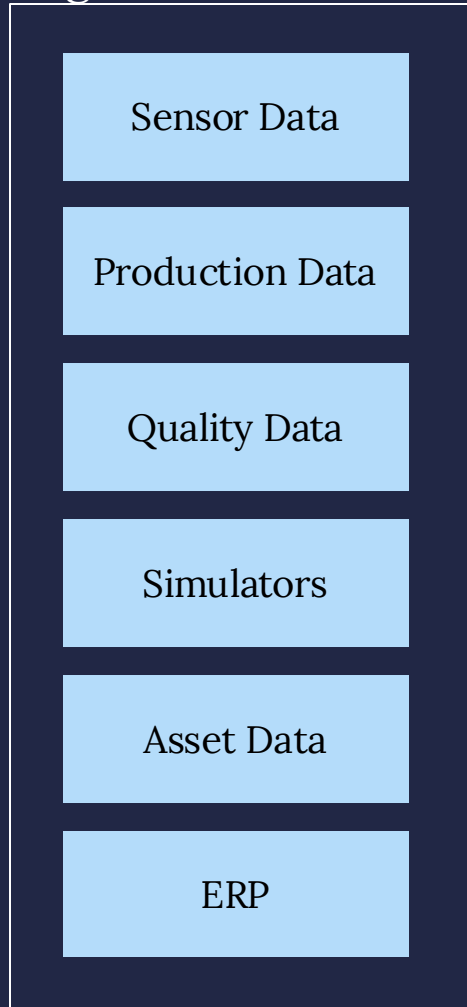 Sensor Data
Production Data
Quality Data
Simulators
Asset Data
ERP